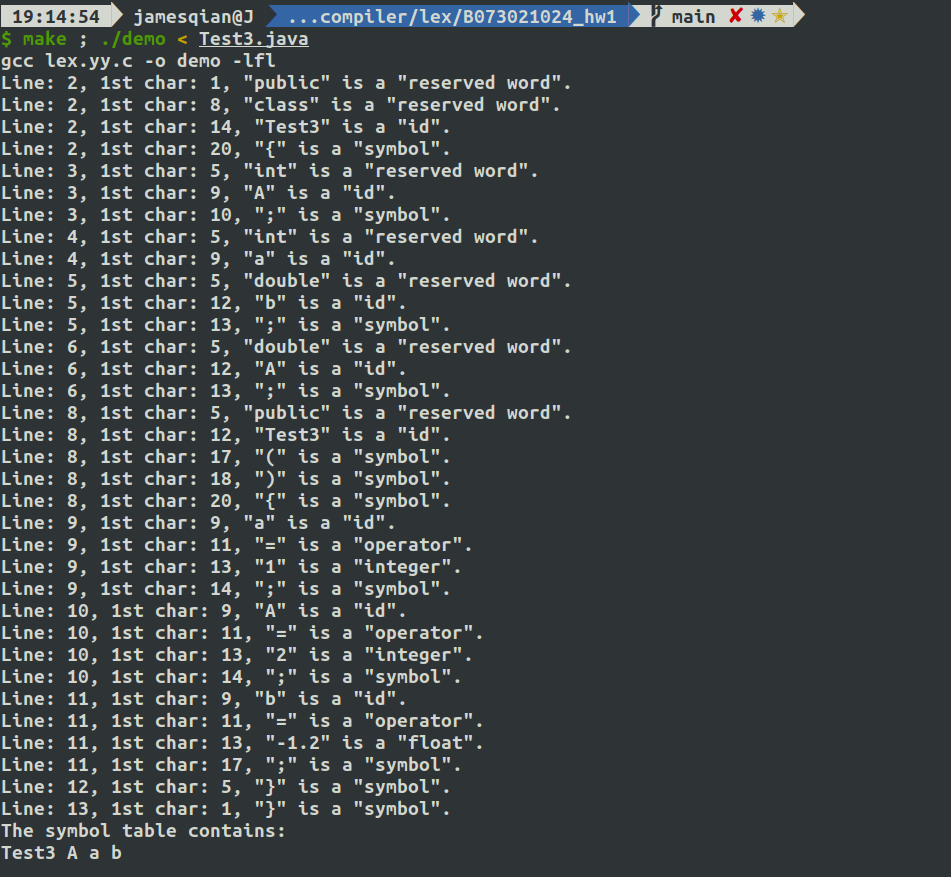 19:14:54 jamesqian@J ...compiler/lex/B073021024_hw1 main ✘ ✹ ✭
$ make ; ./demo < Test3.java
gcc lex.yy.c -o demo -lfl
Line: 2, 1st char: 1, "public" is a "reserved word".
Line: 2, 1st char: 8, "class" is a "reserved word".
Line: 2, 1st char: 14, "Test3" is a "id".
Line: 2, 1st char: 20, "{" is a "symbol".
Line: 3, 1st char: 5, "int" is a "reserved word".
Line: 3, 1st char: 9, "A" is a "id".
Line: 3, 1st char: 10, ";" is a "symbol".
Line: 4, 1st char: 5, "int" is a "reserved word".
Line: 4, 1st char: 9, "a" is a "id".
Line: 5, 1st char: 5, "double" is a "reserved word".
Line: 5, 1st char: 12, "b" is a "id".
Line: 5, 1st char: 13, ";" is a "symbol".
Line: 6, 1st char: 5, "double" is a "reserved word".
Line: 6, 1st char: 12, "A" is a "id".
Line: 6, 1st char: 13, ";" is a "symbol".
Line: 8, 1st char: 5, "public" is a "reserved word".
Line: 8, 1st char: 12, "Test3" is a "id".
Line: 8, 1st char: 17, "(" is a "symbol".
Line: 8, 1st char: 18, ")" is a "symbol".
Line: 8, 1st char: 20, "{" is a "symbol".
Line: 9, 1st char: 9, "a" is a "id".
Line: 9, 1st char: 11, "=" is a "operator".
Line: 9, 1st char: 13, "1" is a "integer".
Line: 9, 1st char: 14, ";" is a "symbol".
Line: 10, 1st char: 9, "A" is a "id".
Line: 10, 1st char: 11, "=" is a "operator".
Line: 10, 1st char: 13, "2" is a "integer".
Line: 10, 1st char: 14, ";" is a "symbol".
Line: 11, 1st char: 9, "b" is a "id".
Line: 11, 1st char: 11, "=" is a "operator".
Line: 11, 1st char: 13, "-1.2" is a "float".
Line: 11, 1st char: 17, ";" is a "symbol".
Line: 12, 1st char: 5, "}" is a "symbol".
Line: 13, 1st char: 1, "}" is a "symbol".
The symbol table contains:
Test3 A a b